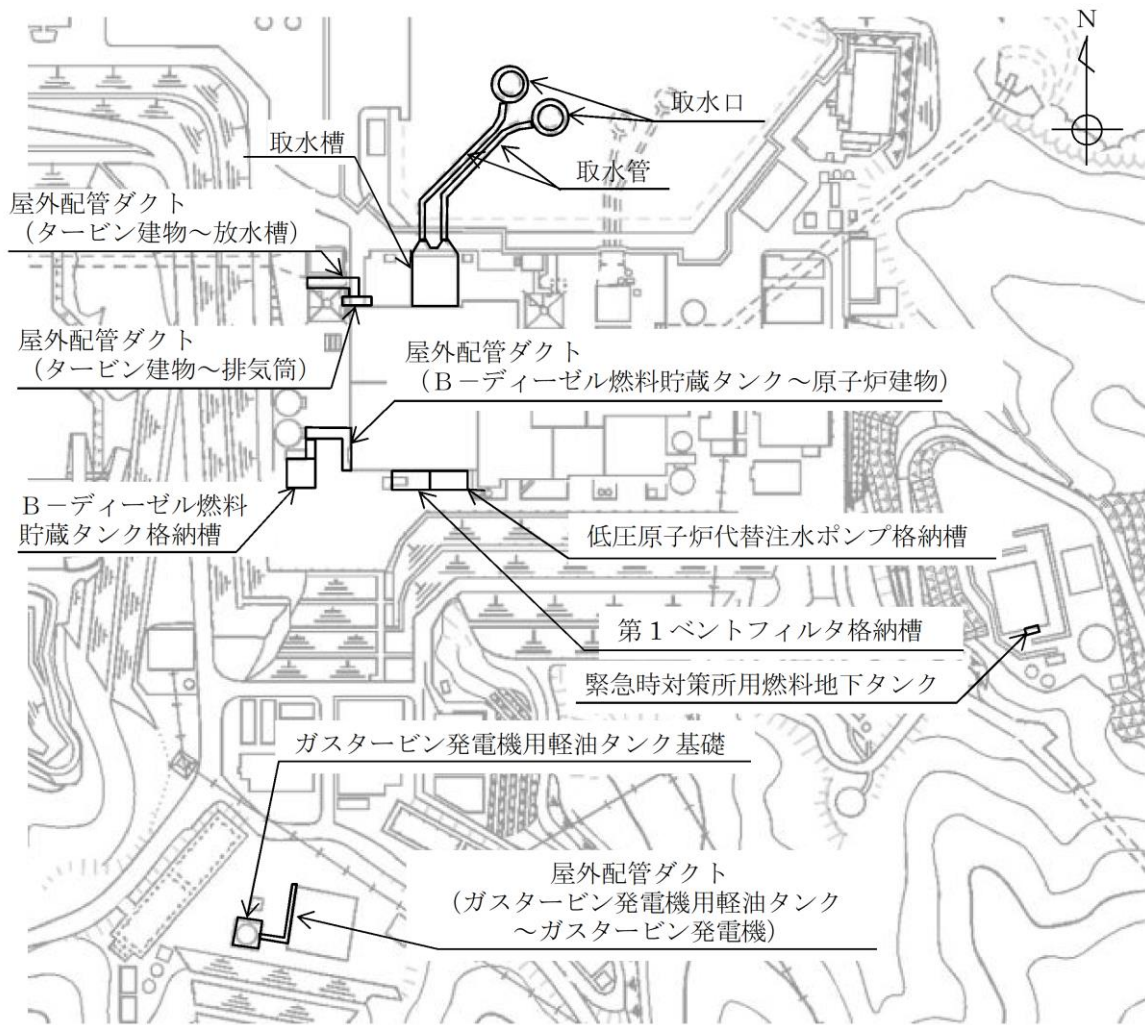 N
取水口
取水槽
取水管
屋外配管ダクト
（タービン建物～放水槽）
屋外配管ダクト
（タービン建物～排気筒）
屋外配管ダクト
（Ｂ－ディーゼル燃料貯蔵タンク～原子炉建物）
Ｂ－ディーゼル燃料
貯蔵タンク格納槽
低圧原子炉代替注水ポンプ格納槽
第１ベントフィルタ格納槽
緊急時対策所用燃料地下タンク
ガスタービン発電機用軽油タンク基礎
屋外配管ダクト
（ガスタービン発電機用軽油タンク
～ガスタービン発電機）